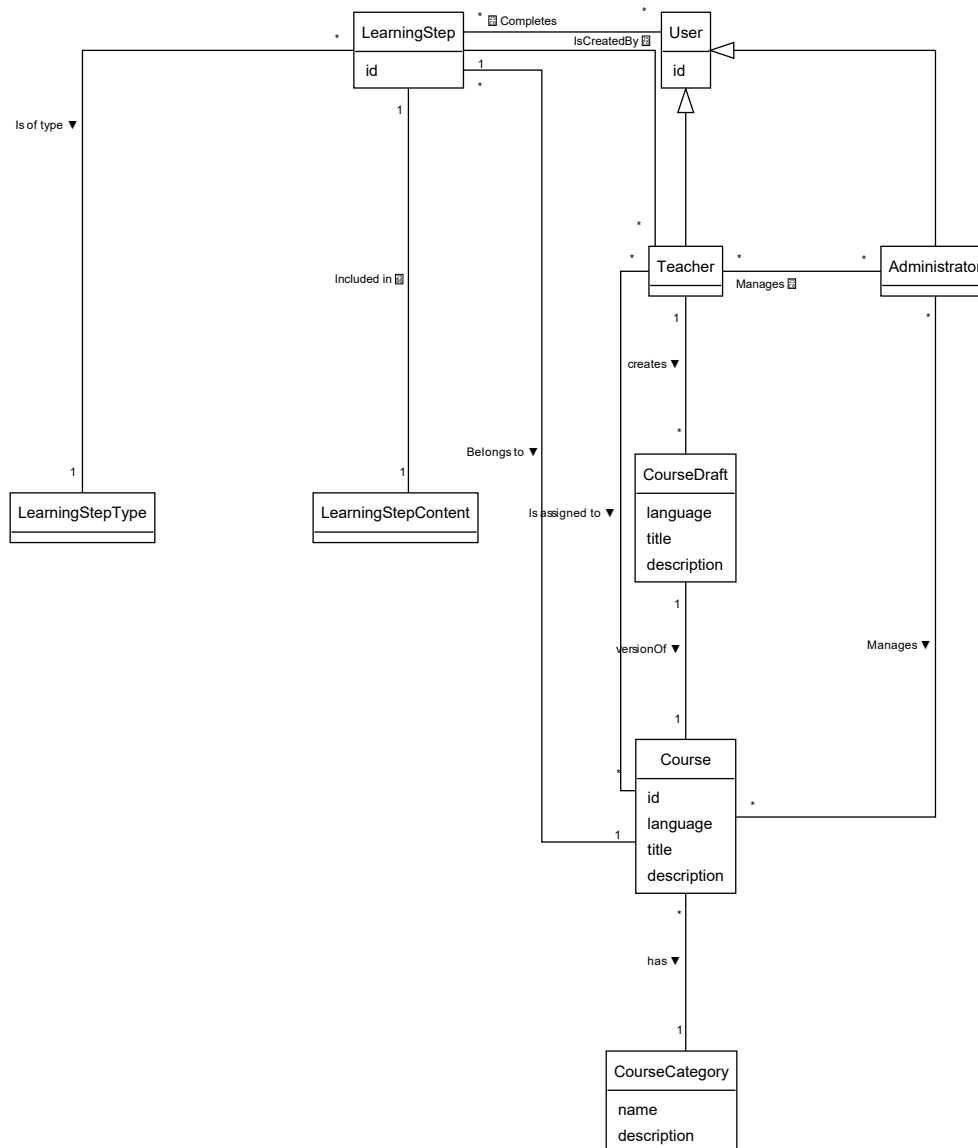 * Completes *
LearningStep
User
IsCreatedBy
*
id
1
*
id
1
Is of type ▼
*
*
Teacher
*
*
Administrator
Included in
Manages
1
*
creates ▼
*
Belongs to ▼
CourseDraft
1
1
LearningStepType
LearningStepContent
language
title
description
Is assigned to ▼
1
versionOf ▼
Manages ▼
1
Course
*
id
language
title
description
*
1
*
has ▼
1
CourseCategory
name
description